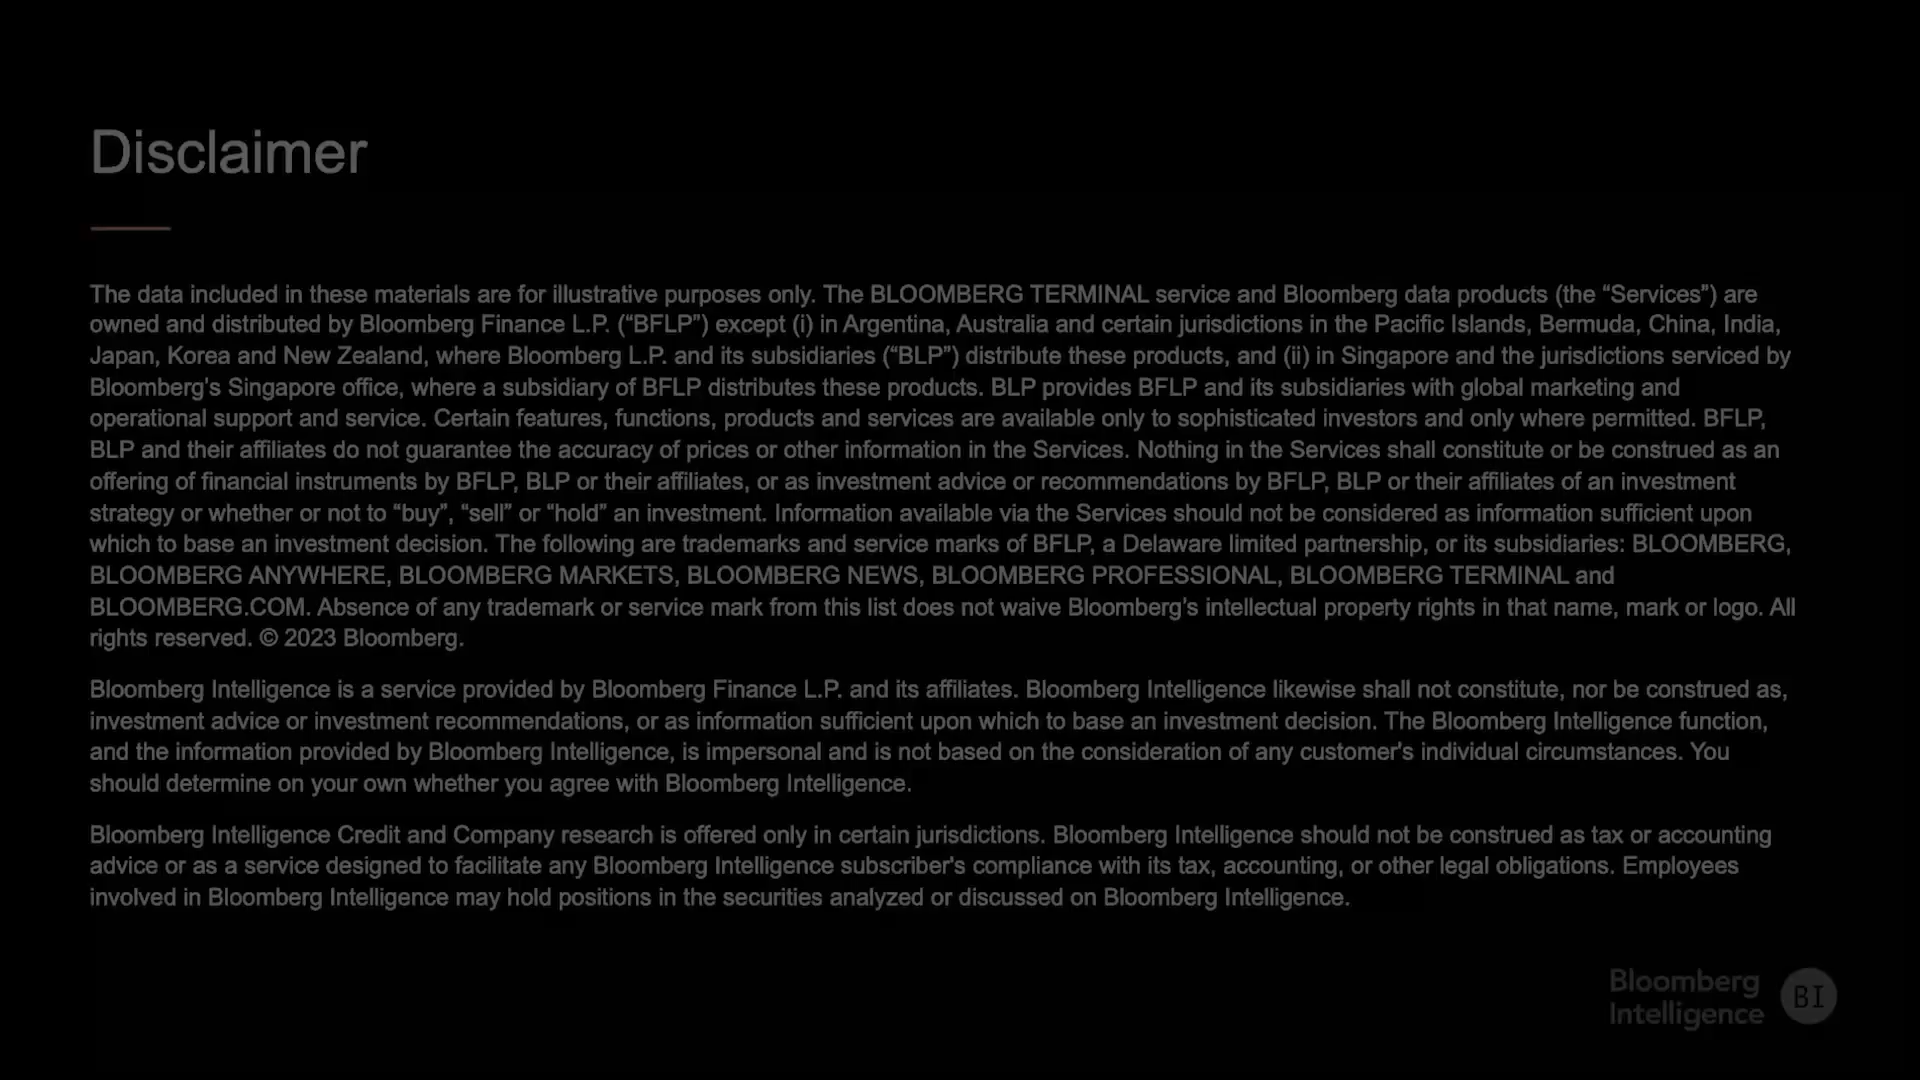 Disclaimer
The data included in these materials are for illustrative purposes only. The BLOOMBERG TERMINAL service and Bloomberg data products (the “Services”) are
owned and distributed by Bloomberg Finance L.P. (“BFLP”) except (i) in Argentina, Australia and certain jurisdictions in the Pacific Islands, Bermuda, China, India,
Japan, Korea and New Zealand, where Bloomberg L.P. and its subsidiaries (“BLP”) distribute these products, and (ii) in Singapore and the jurisdictions serviced by
Bloomberg's Singapore office, where a subsidiary of BFLP distributes these products. BLP provides BFLP and its subsidiaries with global marketing and
operational support and service. Certain features, functions, products and services are available only to sophisticated investors and only where permitted. BFLP,
BLP and their affiliates do not guarantee the accuracy of prices or other information in the Services. Nothing in the Services shall constitute or be construed as an
offering of financial instruments by BFLP, BLP or their affiliates, or as investment advice or recommendations by BFLP, BLP or their affiliates of an investment
strategy or whether or not to “buy”, “sell” or “hold” an investment. Information available via the Services should not be considered as information sufficient upon
which to base an investment decision. The following are trademarks and service marks of BFLP, a Delaware limited partnership, or its subsidiaries: BLOOMBERG,
BLOOMBERG ANYWHERE, BLOOMBERG MARKETS, BLOOMBERG NEWS, BLOOMBERG PROFESSIONAL, BLOOMBERG TERMINAL and
BLOOMBERG.COM. Absence of any trademark or service mark from this list does not waive Bloomberg's intellectual property rights in that name, mark or logo. All
rights reserved. © 2023 Bloomberg.
Bloomberg Intelligence is a service provided by Bloomberg Finance L.P. and its affiliates. Bloomberg Intelligence likewise shall not constitute, nor be construed as,
investment advice or investment recommendations, or as information sufficient upon which to base an investment decision. The Bloomberg Intelligence function,
and the information provided by Bloomberg Intelligence, is impersonal and is not based on the consideration of any customer's individual circumstances. You
should determine on your own whether you agree with Bloomberg Intelligence.
Bloomberg Intelligence Credit and Company research is offered only in certain jurisdictions. Bloomberg Intelligence should not be construed as tax or accounting
advice or as a service designed to facilitate any Bloomberg Intelligence subscriber's compliance with its tax, accounting, or other legal obligations. Employees
involved in Bloomberg Intelligence may hold positions in the securities analyzed or discussed on Bloomberg Intelligence.
Bloomberg
Intelligence
BI